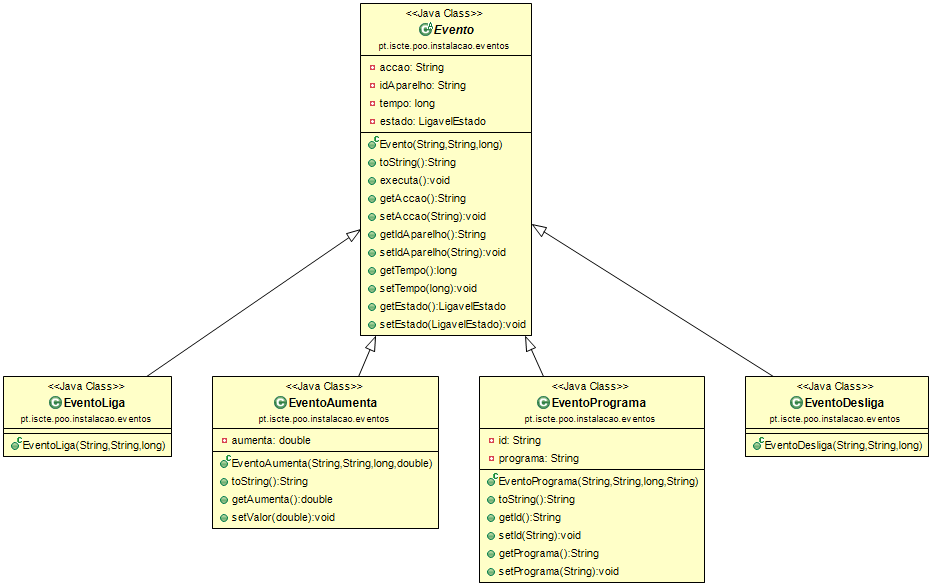 <<Java Class>>
Evento
pt.iscte.poo.instalacao.eventos
accao: String
idAparelho: String
tempo: long
estado: LigavelEstado
Evento(String,String,long)
toString():String
executa():void
getAccao():String
setAccao(String):void
getIdAparelho():String
setIdAparelho(String):void
getTempo():long
setTempo(long):void
getEstado():LigavelEstado
setEstado(LigavelEstado):void
<<Java Class>>
EventoLiga
pt.iscte.poo.instalacao.eventos
EventoLiga(String,String,long)
<<Java Class>>
EventoAumenta
pt.iscte.poo.instalacao.eventos
aumenta: double
EventoAumenta(String,String,long,double)
toString():String
getAumenta():double
setValor(double):void
<<Java Class>>
EventoPrograma
pt.iscte.poo.instalacao.eventos
id: String
programa: String
EventoPrograma(String,String,long,String)
toString():String
getId():String
setId(String):void
getPrograma():String
setPrograma(String):void
<<Java Class>>
EventoDesliga
pt.iscte.poo.instalacao.eventos
EventoDesliga(String,String,long)